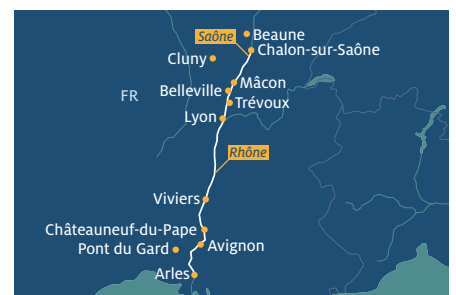 Beaune
Saône
Chalon-sur-Saône
Cluny
Mâcon
Belleville
FR
Trévoux
Lyon
Rhône
Viviers
Châteauneuf-du-Pape
Avignon
Pont du Gard
Arles